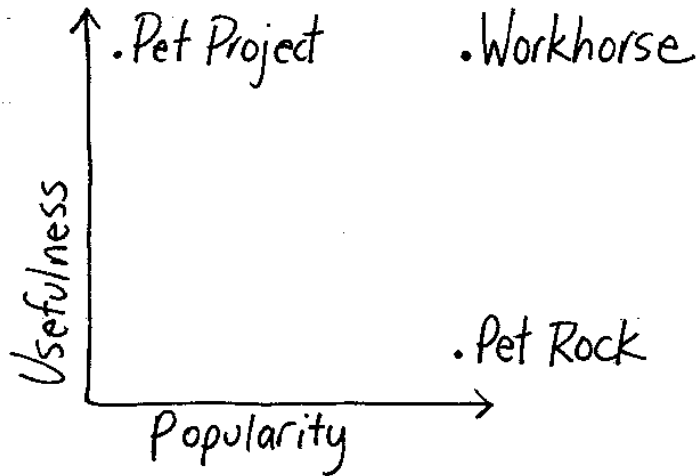 .Pet Project
.Workhorse
Usefulness
.Pet Rock
Popularity